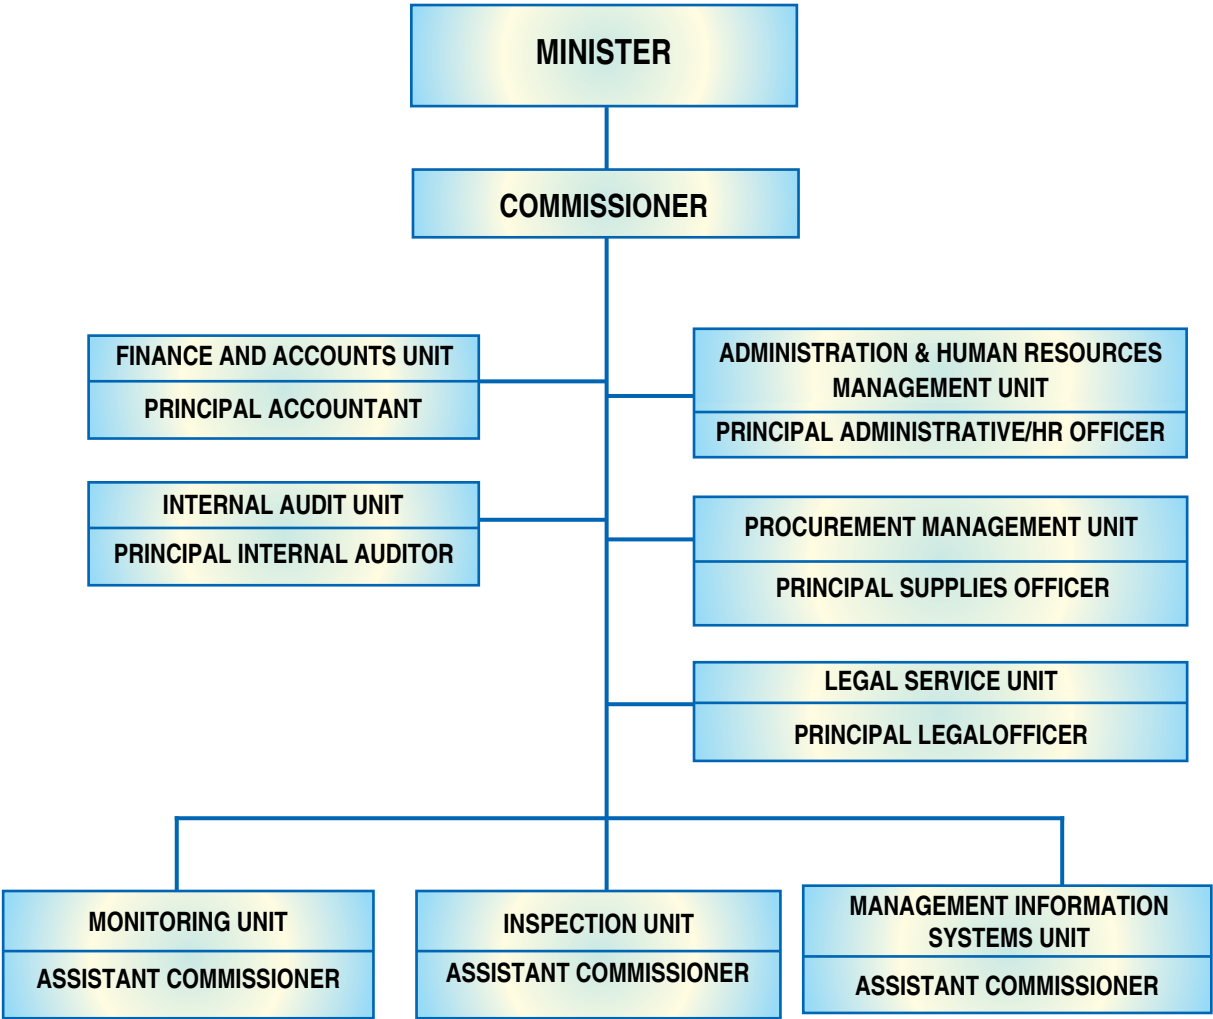 MINISTER
COMMISSIONER
FINANCE AND ACCOUNTS UNIT
PRINCIPAL ACCOUNTANT
ADMINISTRATION & HUMAN RESOURCES
MANAGEMENT UNIT
PRINCIPAL ADMINISTRATIVE/HR OFFICER
INTERNAL AUDIT UNIT
PRINCIPAL INTERNAL AUDITOR
PROCUREMENT MANAGEMENT UNIT
PRINCIPAL SUPPLIES OFFICER
LEGAL SERVICE UNIT
PRINCIPAL LEGALOFFICER
MONITORING UNIT
ASSISTANT COMMISSIONER
INSPECTION UNIT
ASSISTANT COMMISSIONER
MANAGEMENT INFORMATION
SYSTEMS UNIT
ASSISTANT COMMISSIONER